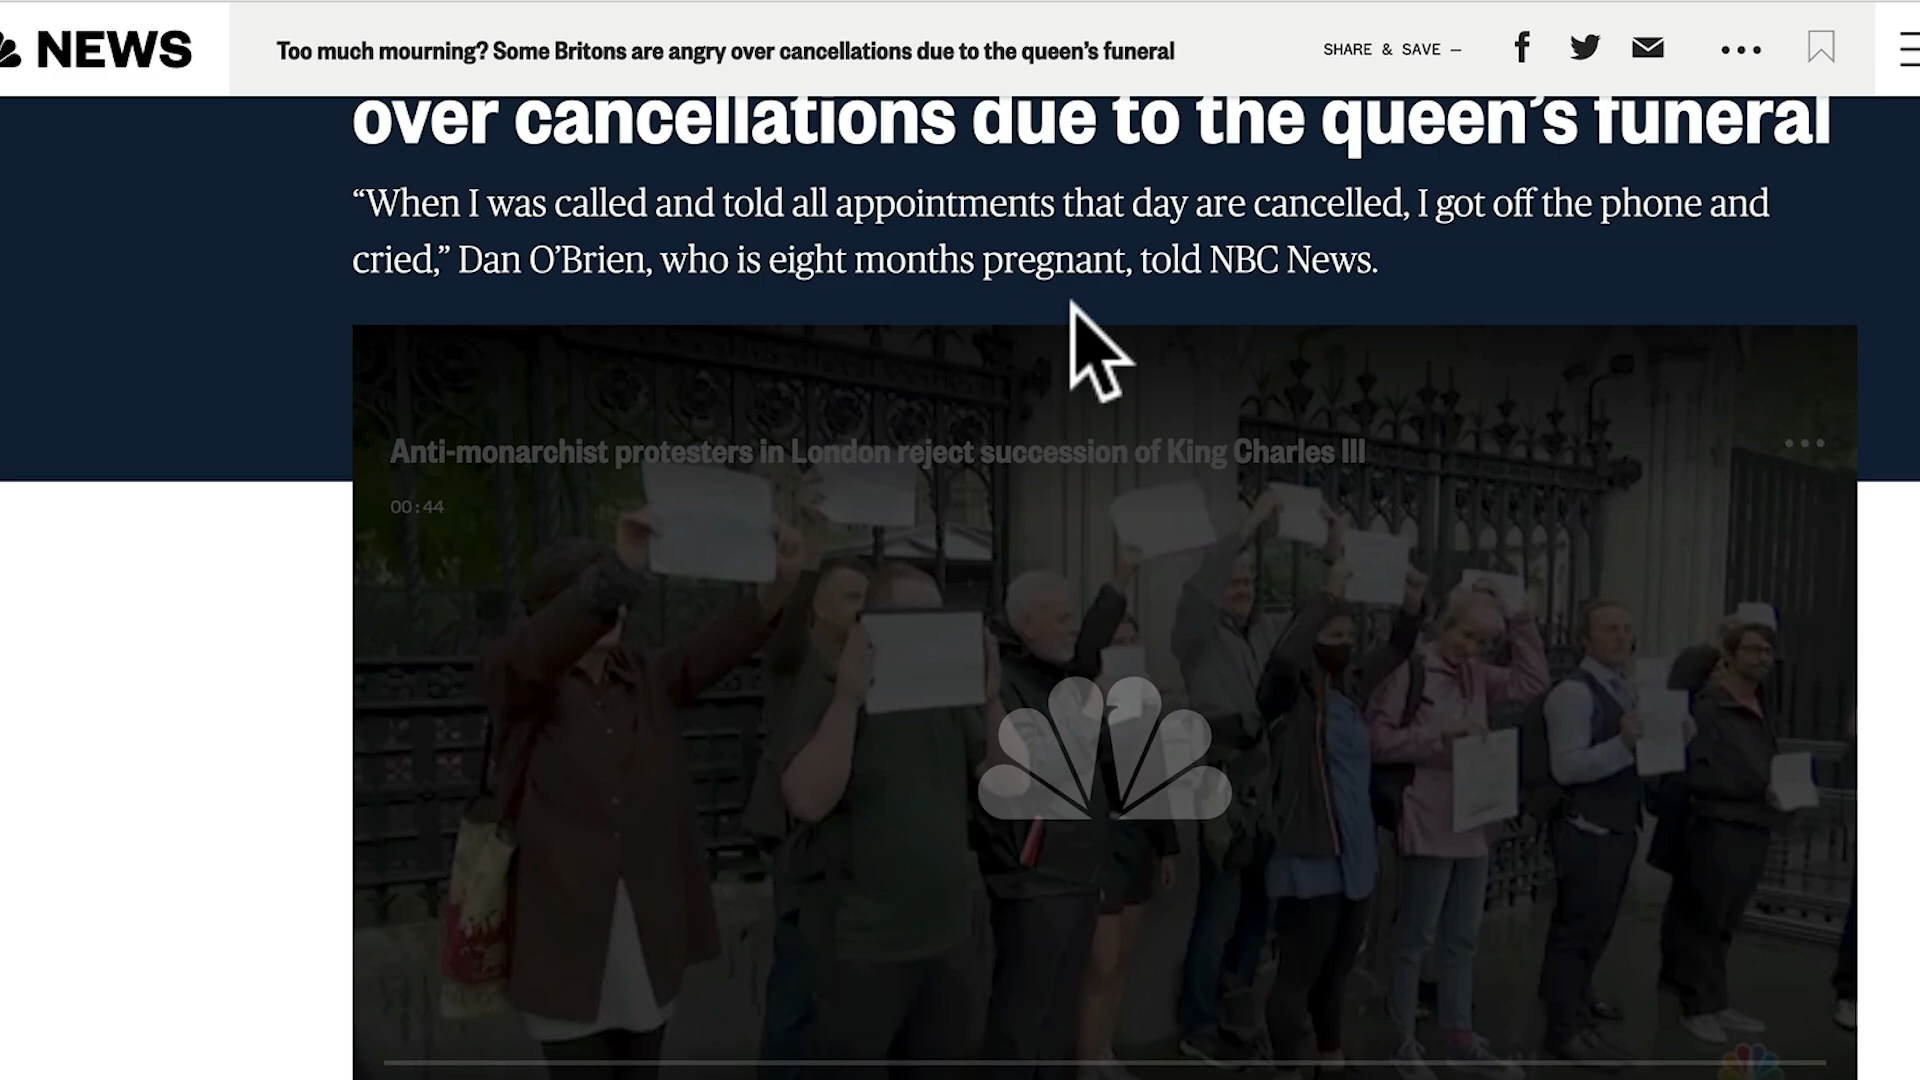 NEWS
Too much mourning? Some Britons are angry over cancellations due to the queen’s funeral
SHARE & SAVE –
over cancellations due to the queen’s funeral
“When I was called and told all appointments that day are cancelled, I got off the phone and
cried,” Dan O’Brien, who is eight months pregnant, told NBC News.
Anti-monarchist protesters in London reject succession of King Charles III
00:44